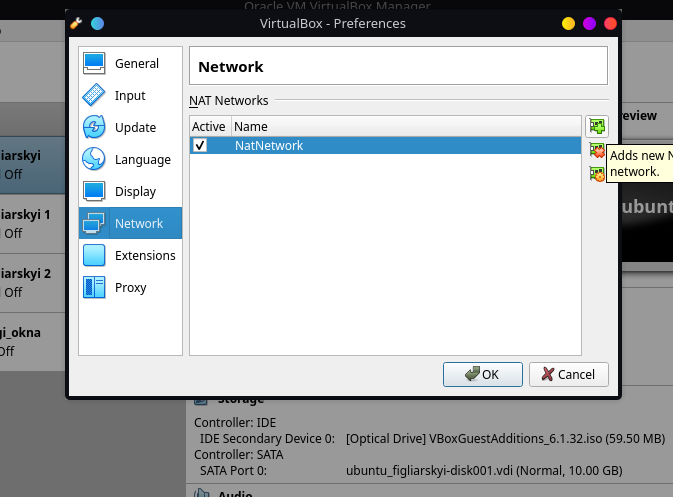 Oracle VM VirtualBox Manager
VirtualBox - Preferences
General
Input
Update
Language
Display
Network
Extensions
Proxy
Network
NAT Networks
Active Name
NatNetwork
Adds new N
network.
OK
Cancel
eview
iarskyi
Off
iarskyi 1
Off
iarskyi 2
Off
gi_okna
Off
ubunt
Storage
Controller: IDE
IDE Secondary Device 0: [Optical Drive] VBoxGuestAdditions_6.1.32.iso (59.50 MB)
Controller: SATA
SATA Port 0: ubuntu_figliarskyi-disk001.vdi (Normal, 10.00 GB)
Audio